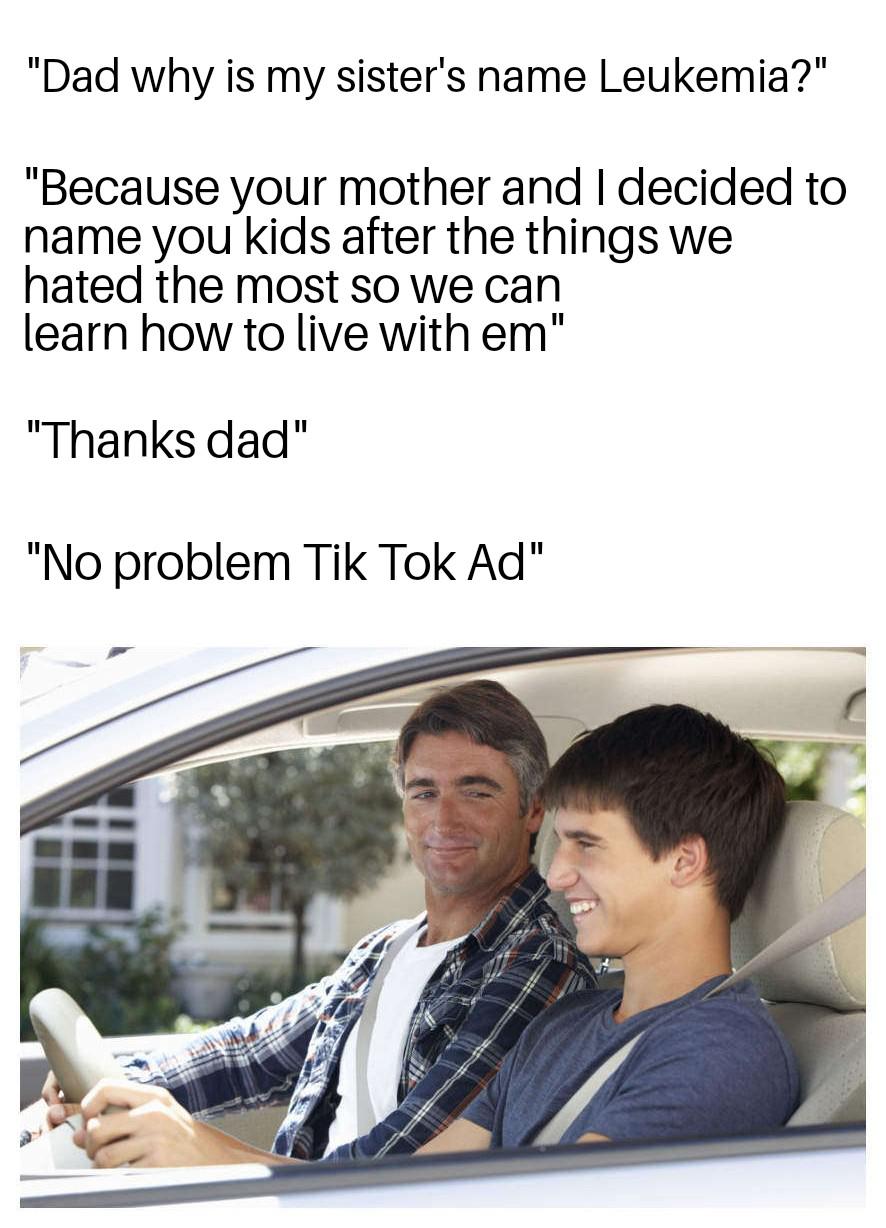 "Dad why is my sister's name Leukemia?"
"Because your mother and I decided to
name you kids after the things we
hated the most so we can
learn how to live with em"
"Thanks dad"
"No problem Tik Tok Ad"